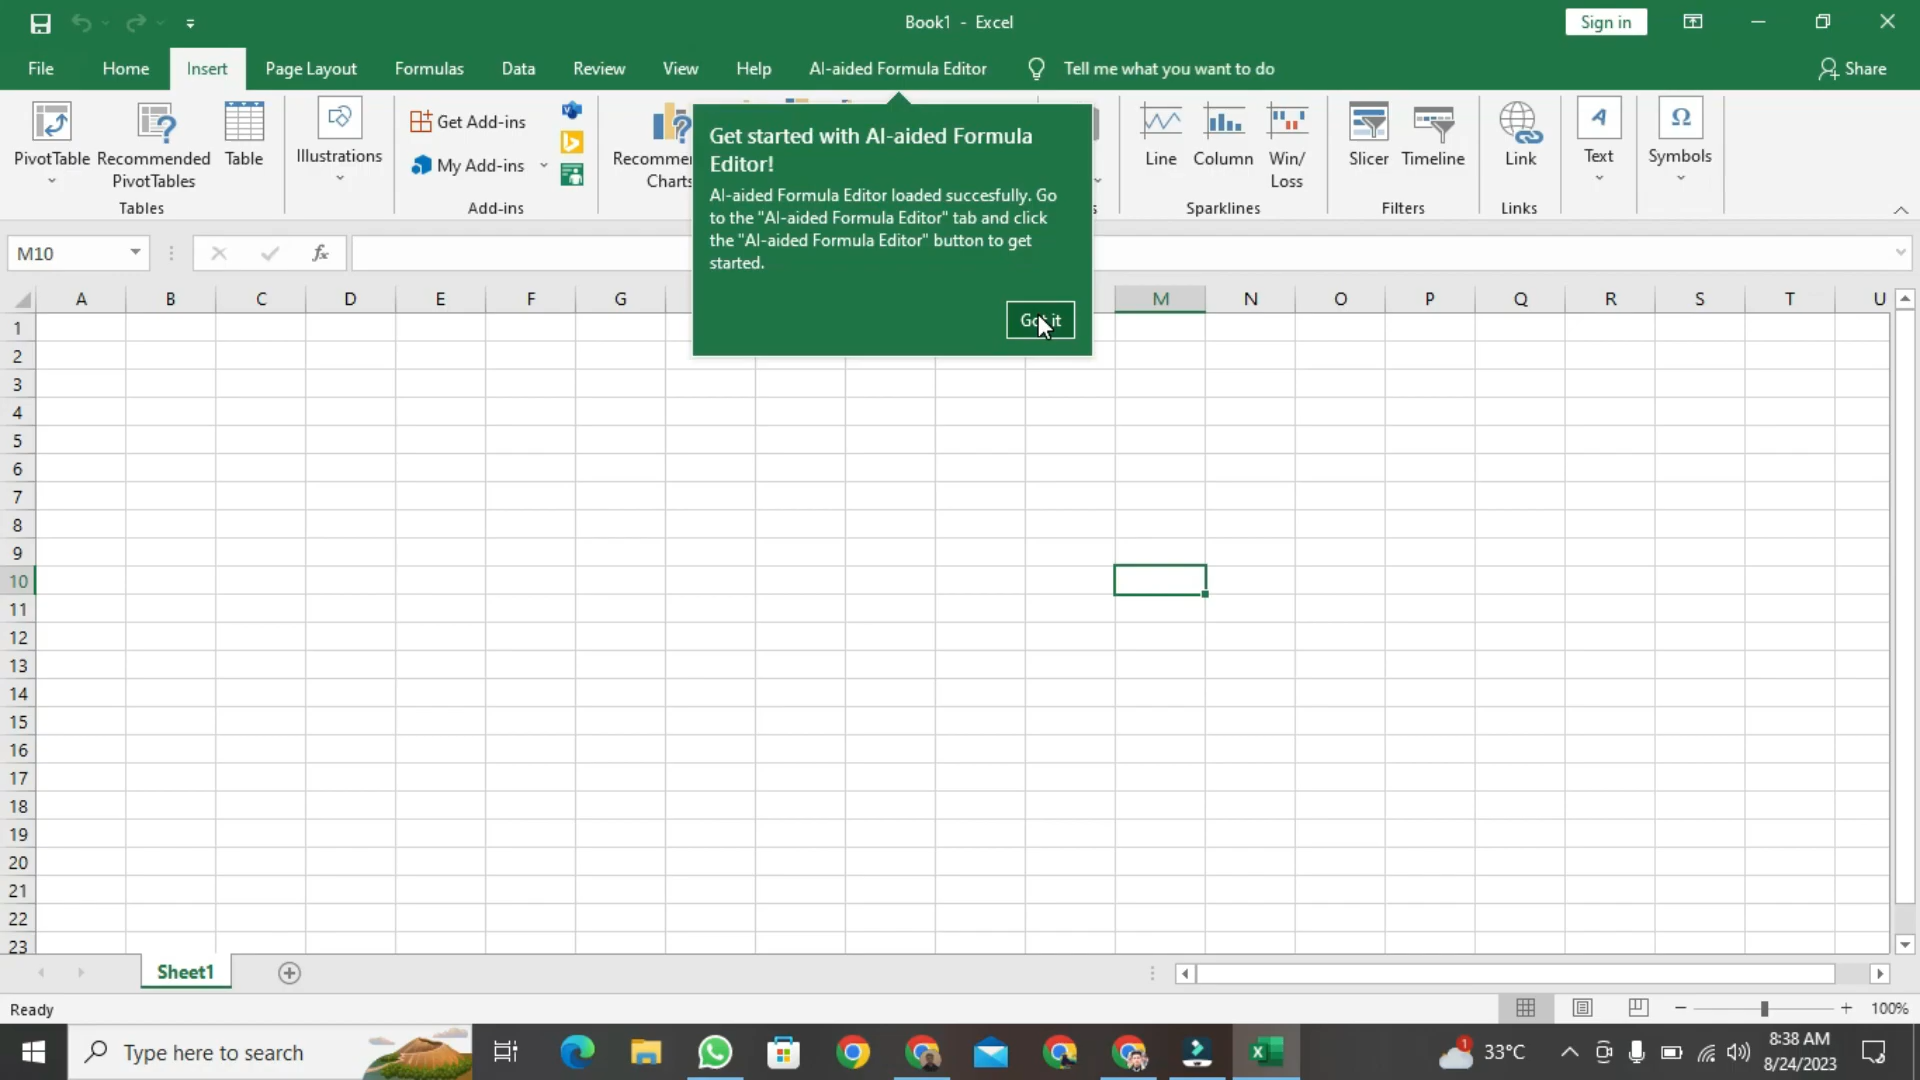 Book1 - Excel
Sign in
File Home Insert Page Layout Formulas Data Review View Help AI-aided Formula Editor Tell me what you want to do Share
PivotTable Recommended PivotTables Table
Tables
Illustrations
Get Add-ins
My Add-ins
Add-ins
Recommer
Charts
Line Column Win/ Loss
Sparklines
Slicer Timeline
Filters
Link
Links
Text
Symbols
Get started with AI-aided Formula
Editor!
AI-aided Formula Editor loaded succesfully. Go
to the "AI-aided Formula Editor" tab and click
the "AI-aided Formula Editor" button to get
started.
Got it
M10
fx
A B C D E F G M N O P Q R S T U
1
2
3
4
5
6
7
8
9
10
11
12
13
14
15
16
17
18
19
20
21
22
23
Sheet1
Ready
100%
Type here to search
1
33°C
8:38 AM
8/24/2023